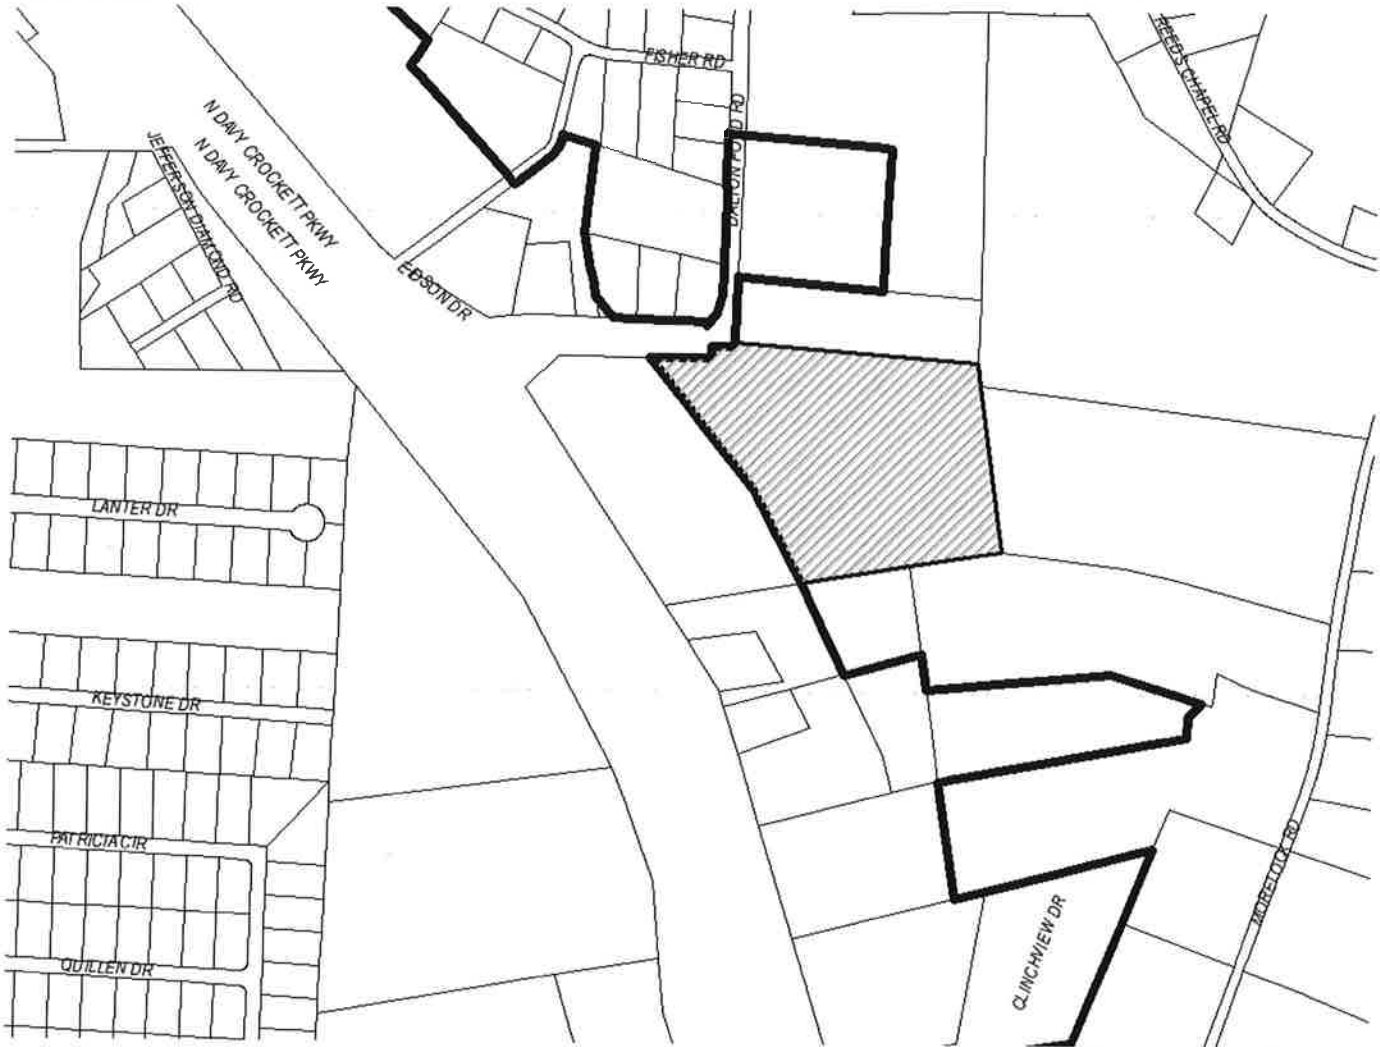 FISHER RD
REEDS CHAPEL RD
N DAVY CROCKETT PKWY
N DAVY CROCKETT PKWY
JEFFERSON DIAMOND RD
DALTON FORD RD
EIDSON DR
LANTER DR
KEYSTONE DR
PATRICIA CIR
QUILLEN DR
MORELOCK RD
CLINCHVIEW DR